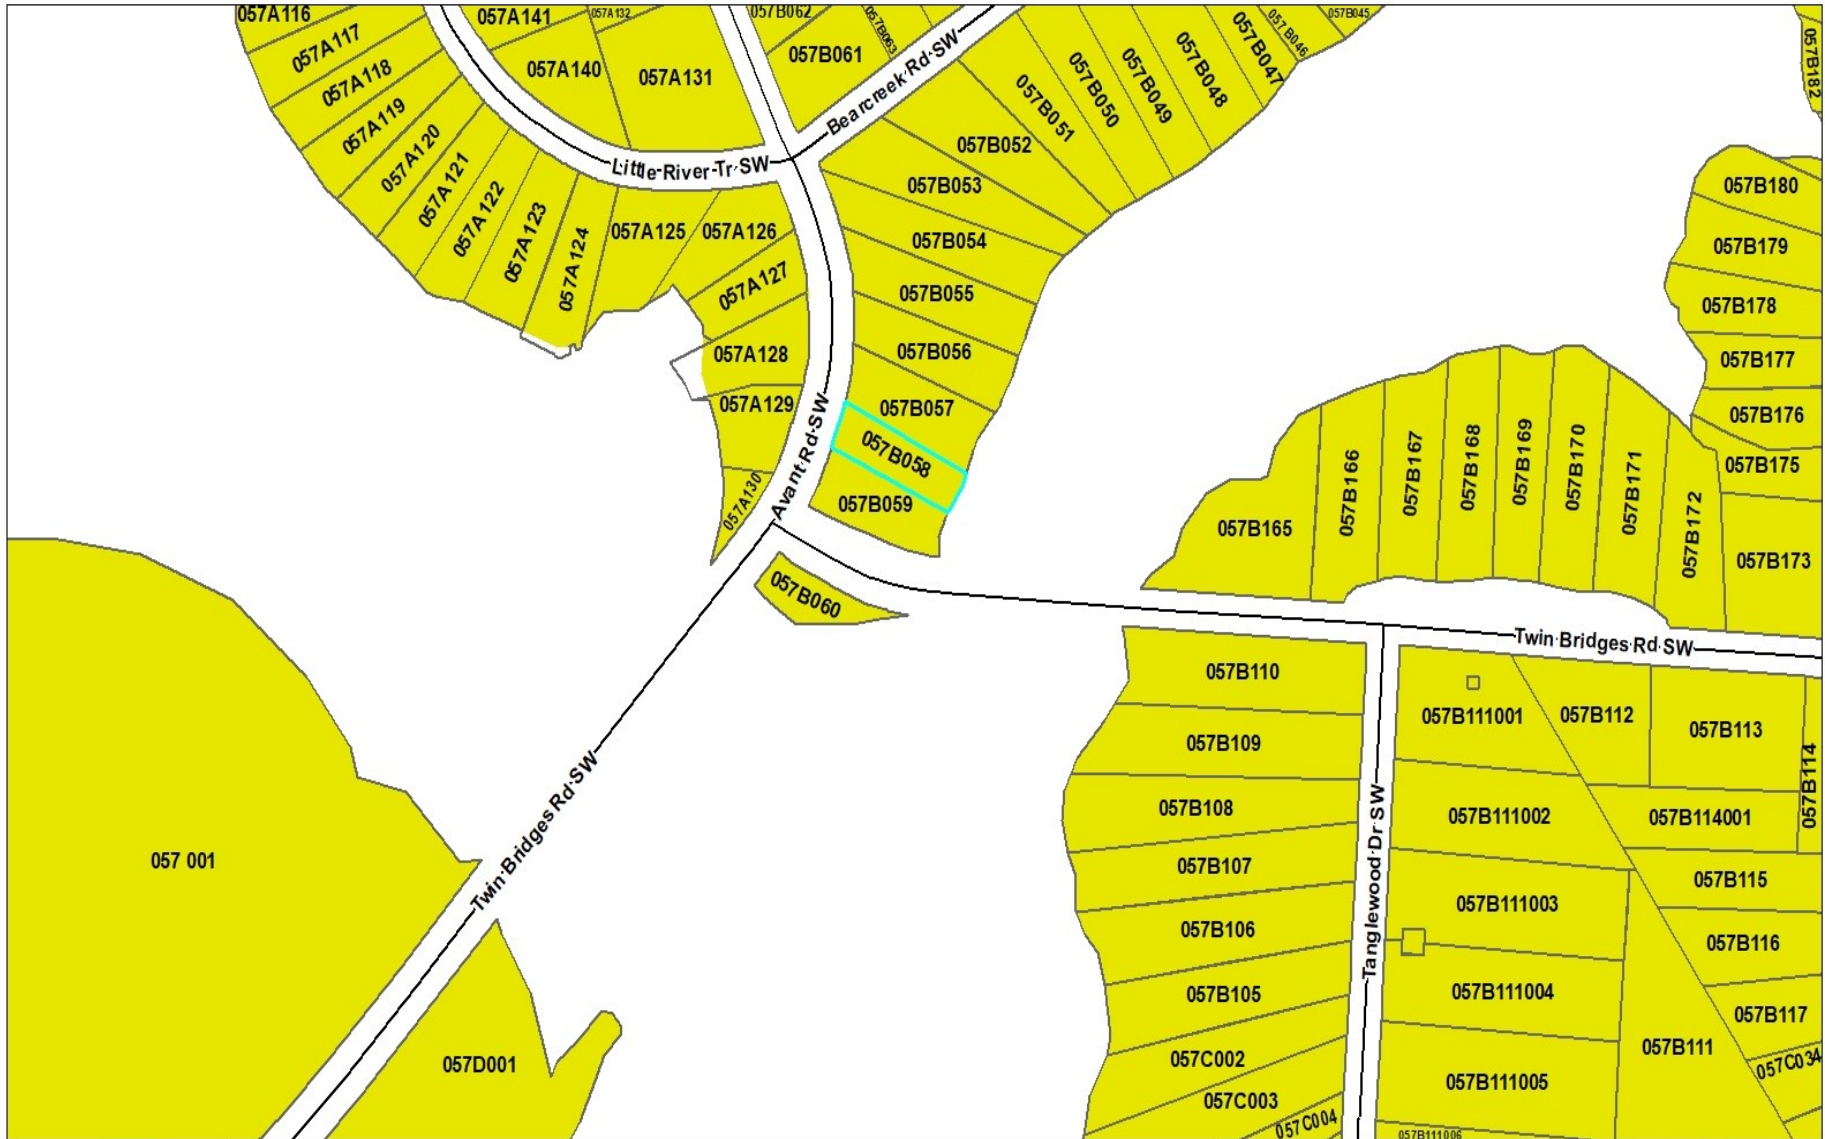 057A116
057A141
057A132
057B062
057B063
057B046
057B045
057A117
057A140
057A131
057B061
Bearcreek Rd SW
057B047
057B182
057A118
057B051
057B050
057B049
057B048
057A119
057A120
057B052
Little River Tr SW
057A121
057B053
057B180
057A122
057A123
057A124
057A125
057A126
057B054
057B179
057A127
057B055
057B178
057A128
057B056
057B177
057A129
057B057
057B176
Avant Rd SW
057B058
057B166
057B167
057B168
057B169
057B170
057B171
057B175
057A130
057B059
057B165
057B172
057B173
057B060
Twin Bridges Rd SW
057B110
057B111001
057B112
057B113
057B109
057B114
Twin Bridges Rd SW
057B108
057B111002
057B114001
057 001
057B107
Tanglewood Dr SW
057B115
057B111003
057B106
057B116
057B105
057B111004
057B117
057D001
057C002
057B111
057C034
057B111005
057C003
057C004
057B111006